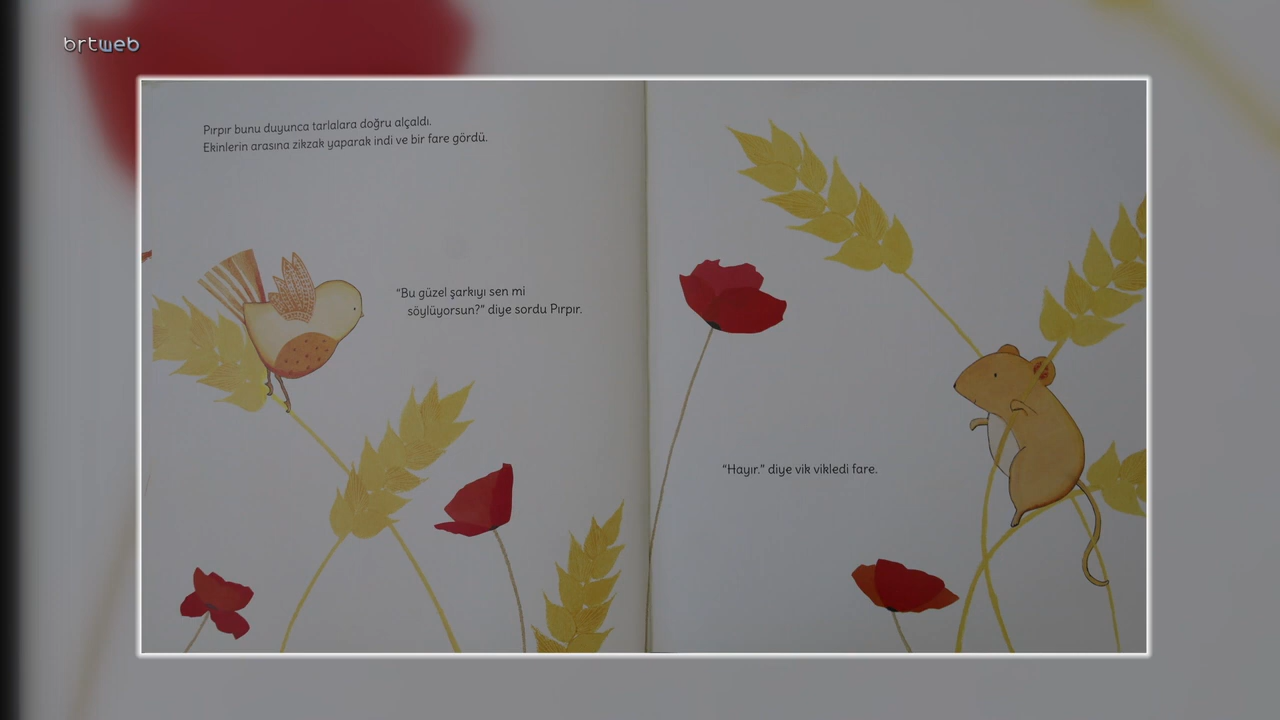 brtweb
Pırpır bunu duyunca tarlalara doğru alçaldı.
Ekinlerin arasına zikzak yaparak indi ve bir fare gördü.
“Bu güzel şarkıyı sen mi
söylüyorsun?” diye sordu Pırpır.
“Hayır.” diye vik vikledi fare.